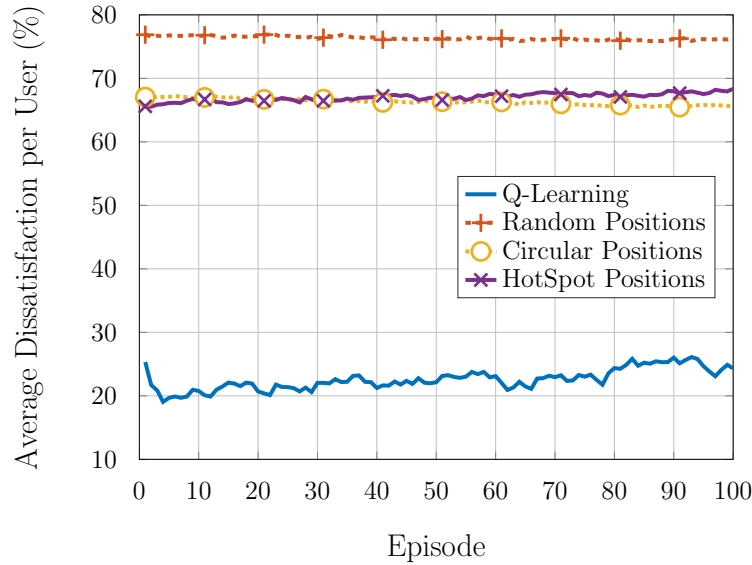 Average Dissatisfaction per User (%)
80
70
60
50
40
30
20
10
Q-Learning
Random Positions
Circular Positions
HotSpot Positions
0 10 20 30 40 50 60 70 80 90 100
Episode